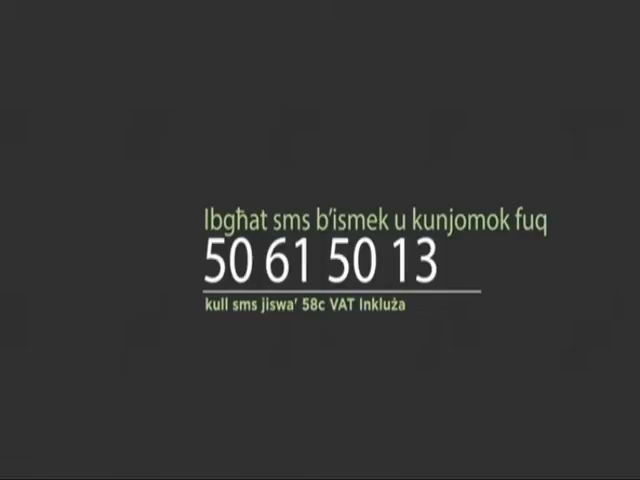 Ibgħat sms b'ismek u kunjomok fuq
50 61 50 13
kull sms jiswa' 58c VAT Inkluża